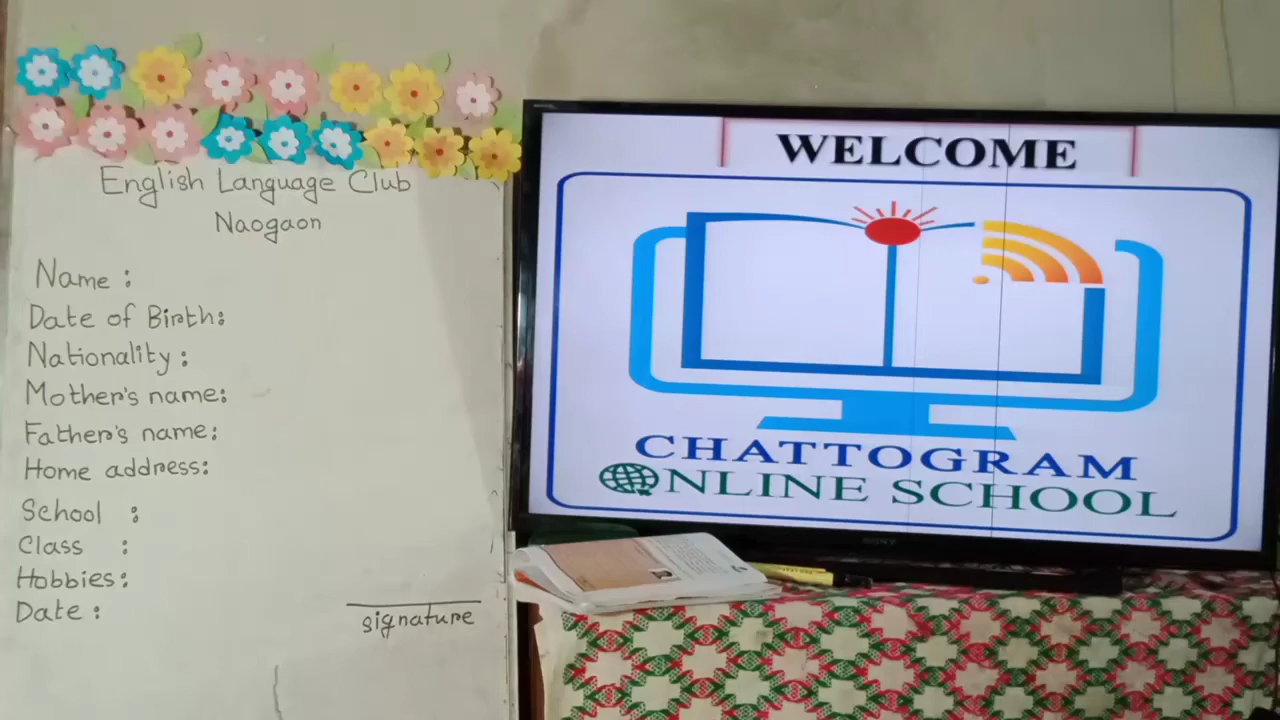 English Language Club
Naogaon
Name :
Date of Birth:
Nationality :
Mother's name:
Father's name:
Home address:
School :
Class :
Hobbies:
Date :
signature
WELCOME
CHATTOGRAM
ONLINE SCHOOL
SONY